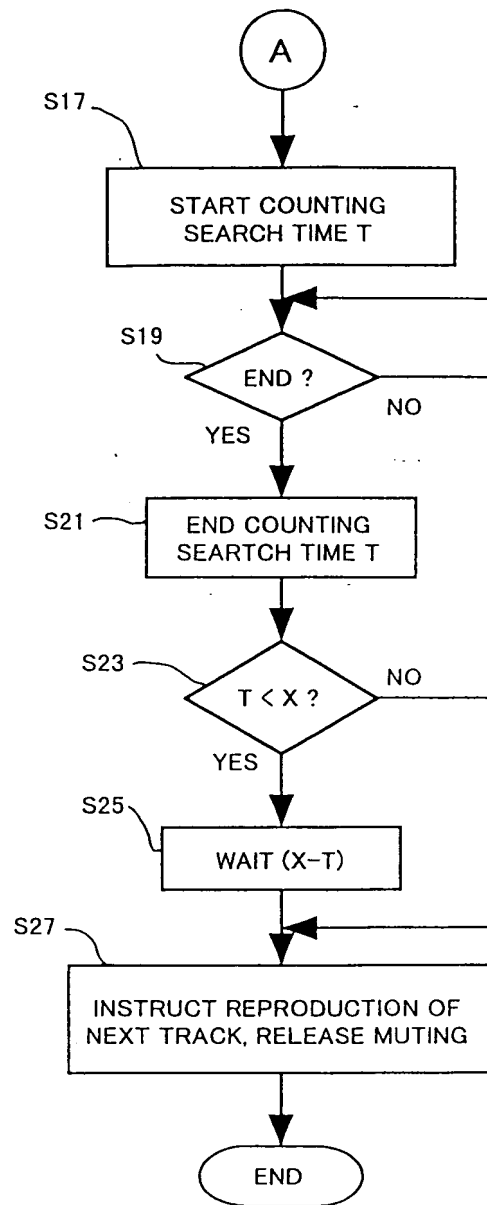 A
S17
START COUNTING
SEARCH TIME T
S19
END ?
NO
YES
S21
END COUNTING
SEARTCH TIME T
S23
T < X ?
NO
YES
S25
WAIT (X-T)
S27
INSTRUCT REPRODUCTION OF
NEXT TRACK, RELEASE MUTING
END